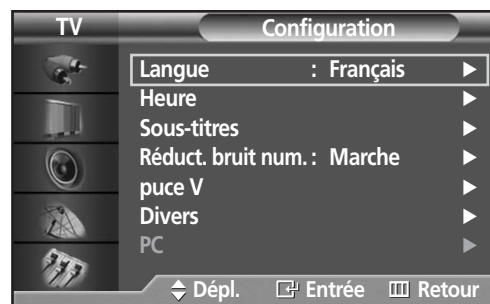 TV Configuration
Langue : Français
Heure
Sous-titres
Réduct. bruit num. : Marche
puce V
Divers
PC
Dépl. Entrée Retour